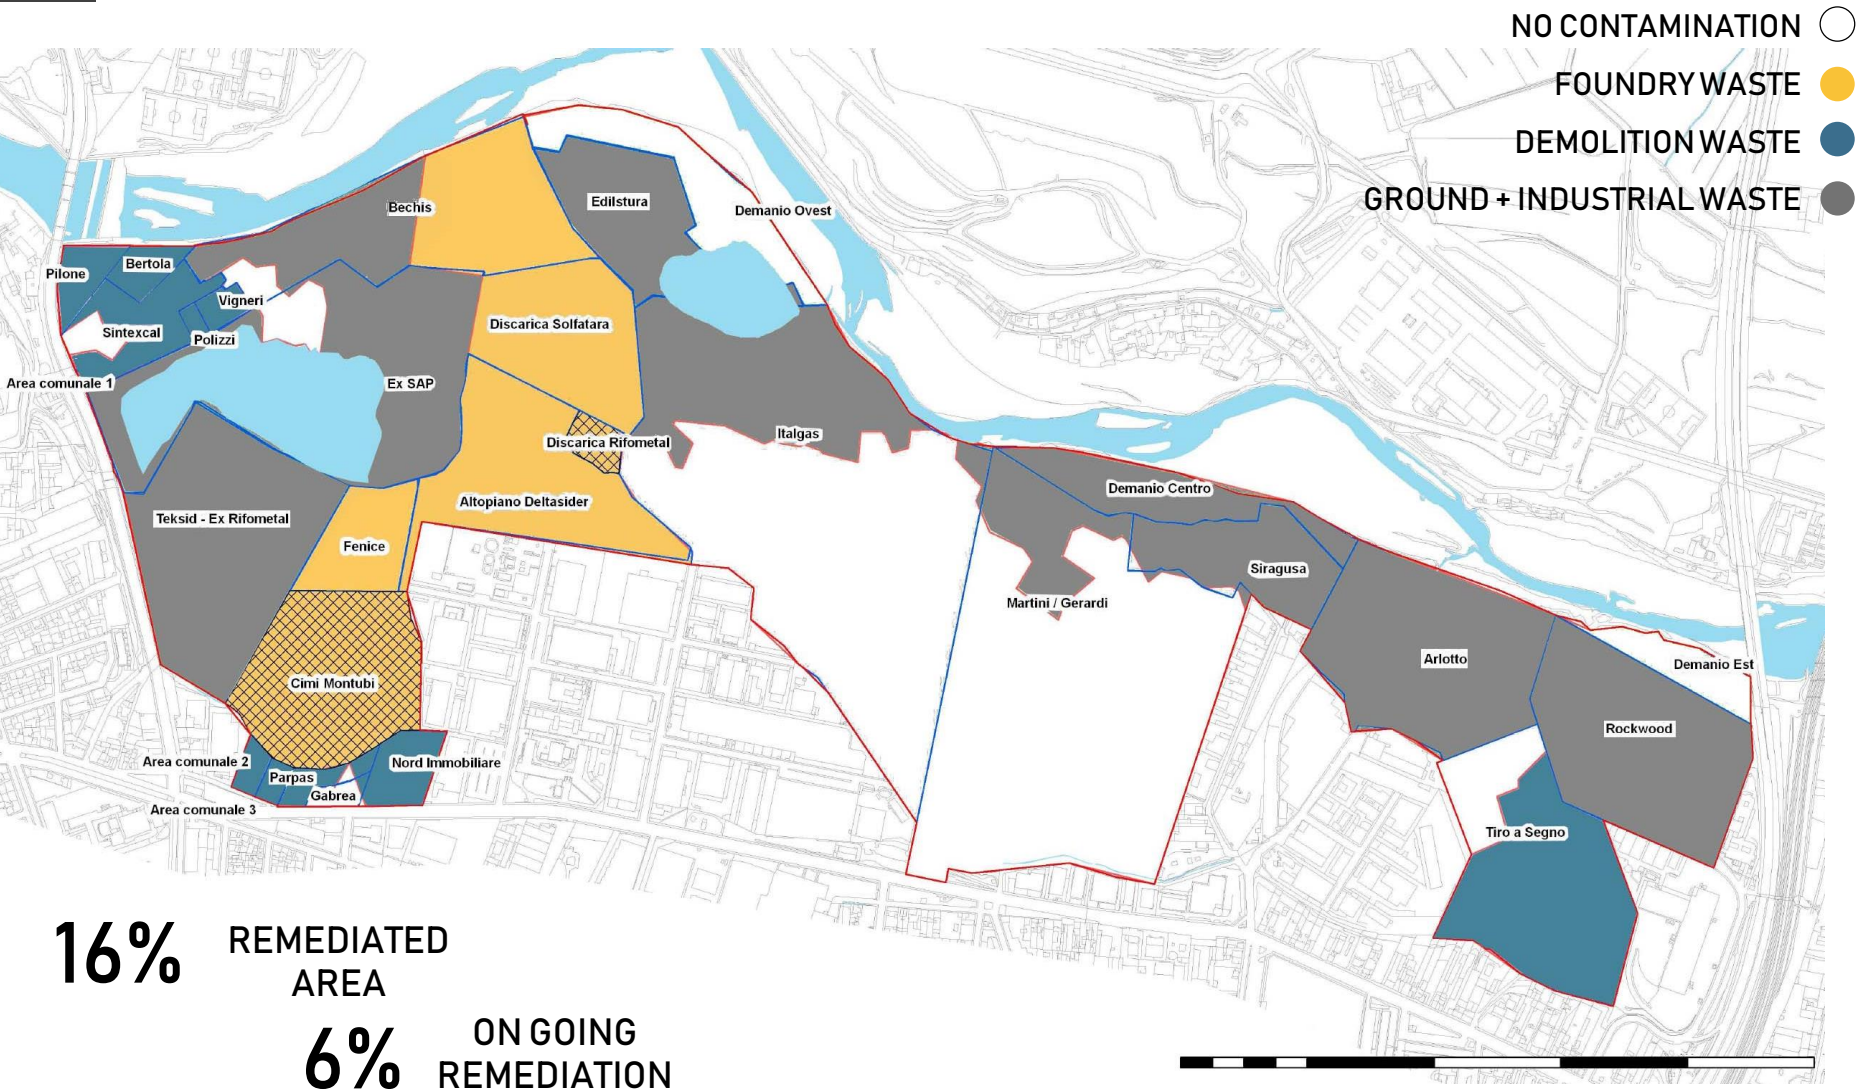 NO CONTAMINATION
FOUNDRY WASTE
DEMOLITION WASTE
GROUND + INDUSTRIAL WASTE
Bechis
Edilstura
Demanio Ovest
Pilone
Bertola
Vigneri
Sintexcal
Polizzi
Discarica Solfatara
Area comunale 1
Ex SAP
Discarica Rifometal
Italgas
Altopiano Deltasider
Demanio Centro
Teksid - Ex Rifometal
Fenice
Siragusa
Martini / Gerardi
Arlotto
Demanio Est
Cimi Montubi
Rockwood
Area comunale 2
Nord Immobiliare
Parpas
Gabrea
Area comunale 3
Tiro a Segno
16%
REMEDIATED
AREA
6%
ON GOING
REMEDIATION